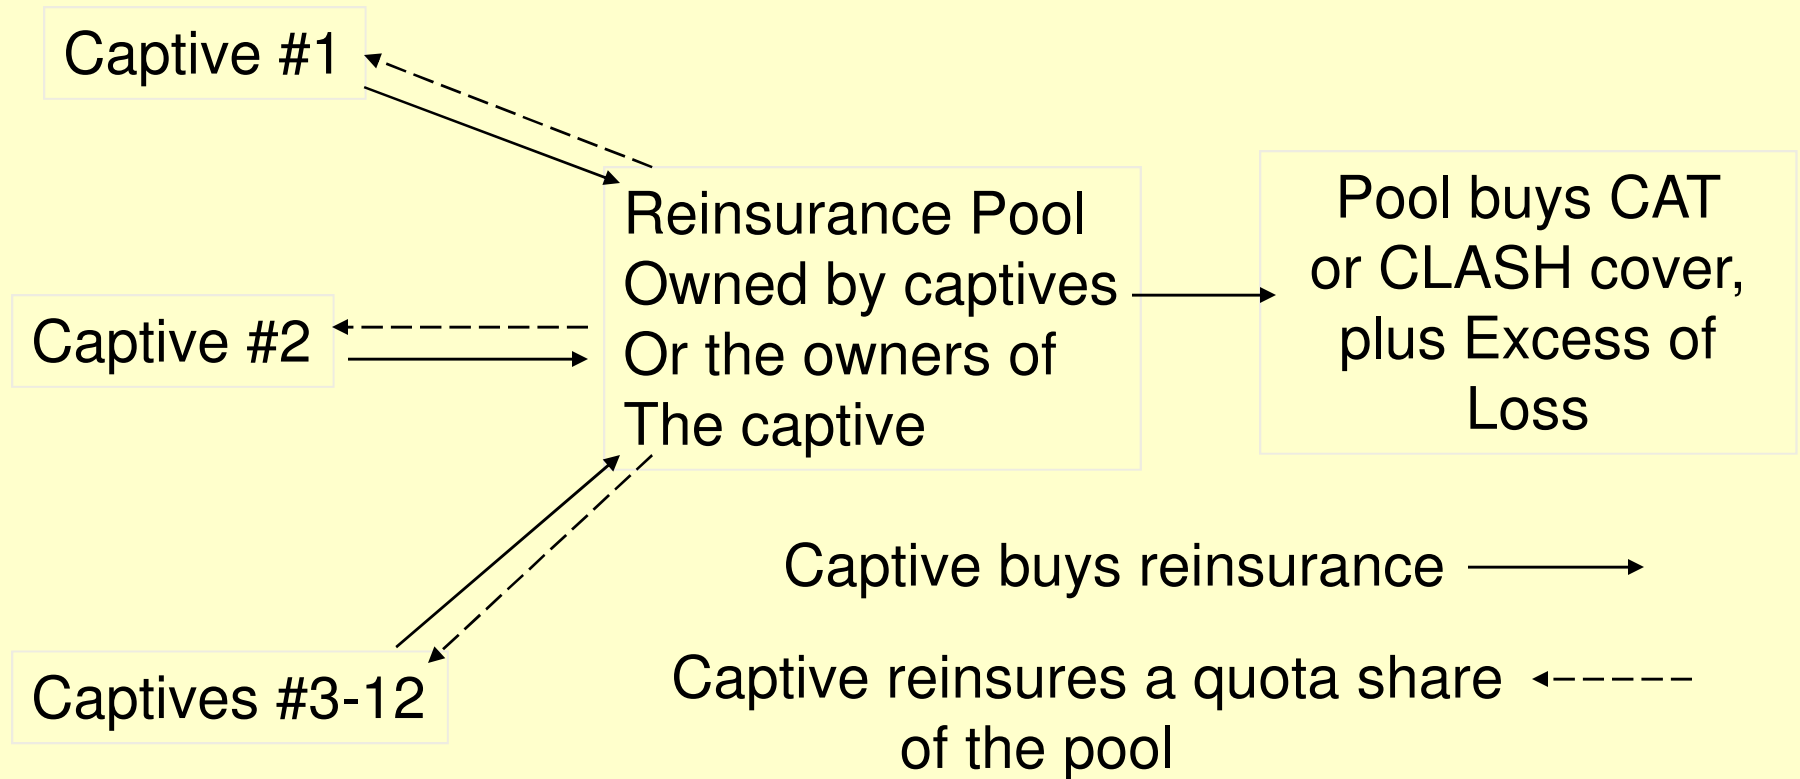 Captive #1
Reinsurance Pool
Owned by captives
Or the owners of
The captive
Pool buys CAT
or CLASH cover,
plus Excess of
Loss
Captive #2
Captives #3-12
Captive buys reinsurance
Captive reinsures a quota share
of the pool